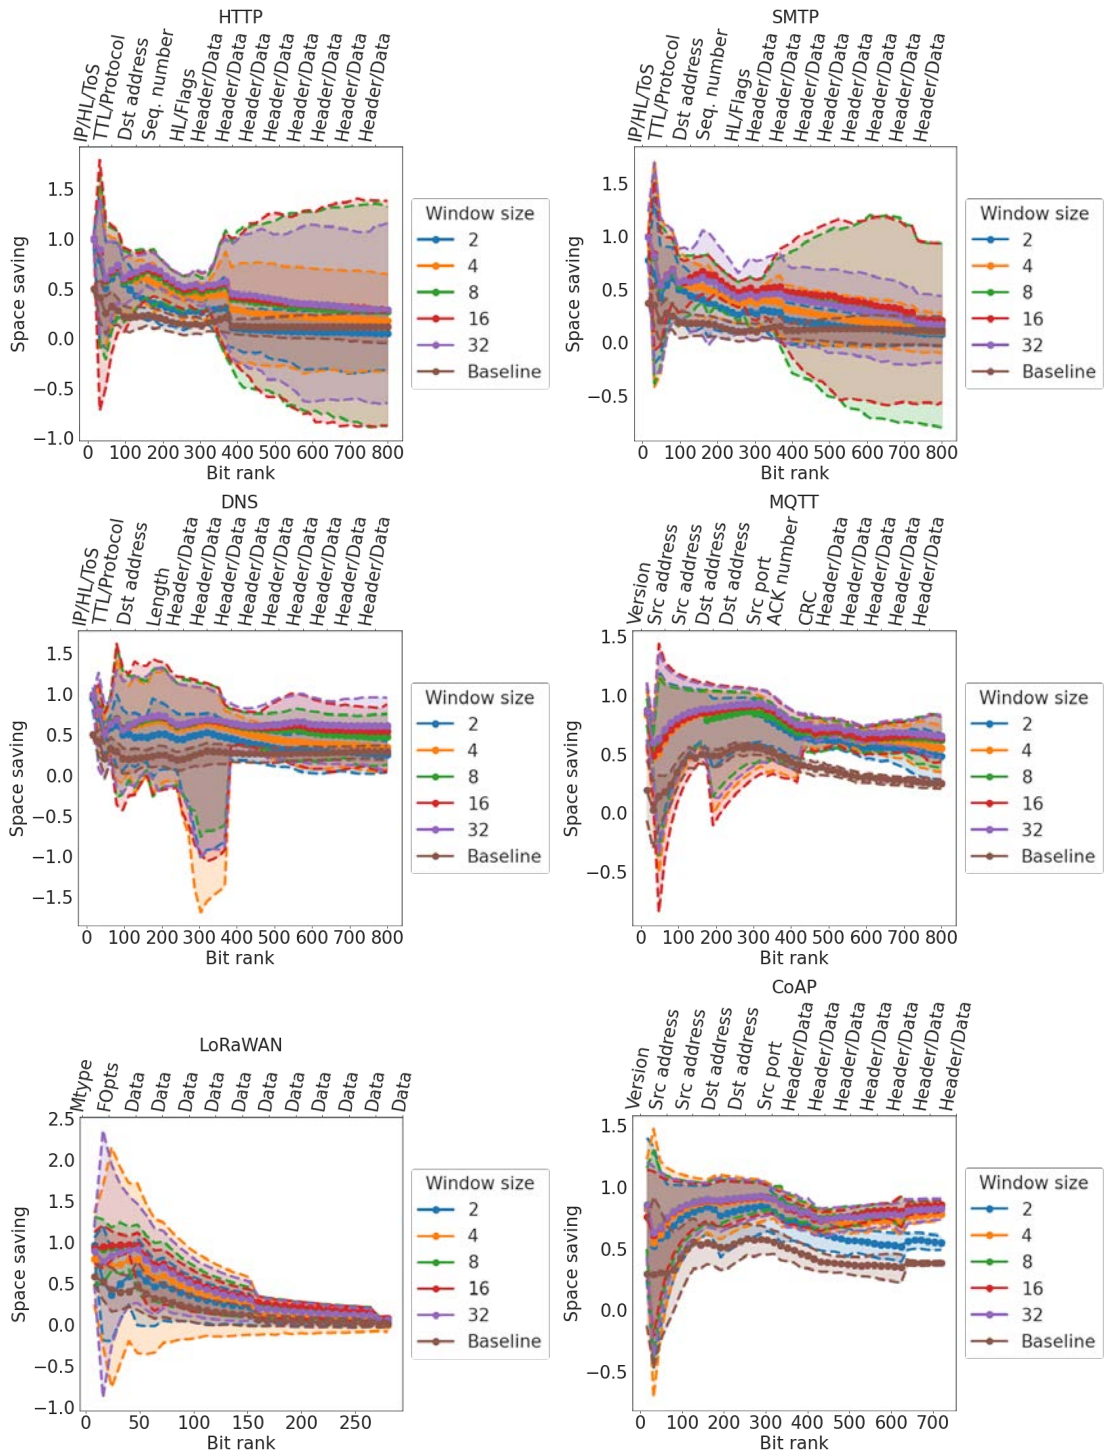 HTTP
IP/HL/ToS
TTL/Protocol
Dst address
Seq. number
HL/Flags
Header/Data
Header/Data
Header/Data
Header/Data
Header/Data
Header/Data
Header/Data
Header/Data
Space saving
1.5
1.0
0.5
0.0
−0.5
−1.0
0 100 200 300 400 500 600 700 800
Bit rank
Window size
2
4
8
16
32
Baseline
SMTP
IP/HL/ToS
TTL/Protocol
Dst address
Seq. number
HL/Flags
Header/Data
Header/Data
Header/Data
Header/Data
Header/Data
Header/Data
Header/Data
Header/Data
Space saving
1.5
1.0
0.5
0.0
−0.5
0 100 200 300 400 500 600 700 800
Bit rank
Window size
2
4
8
16
32
Baseline
DNS
IP/HL/ToS
TTL/Protocol
Dst address
Length
Header/Data
Header/Data
Header/Data
Header/Data
Header/Data
Header/Data
Header/Data
Header/Data
Header/Data
Space saving
1.5
1.0
0.5
0.0
−0.5
−1.0
−1.5
0 100 200 300 400 500 600 700 800
Bit rank
Window size
2
4
8
16
32
Baseline
MQTT
Version
Src address
Src address
Dst address
Dst address
Src port
ACK number
CRC
Header/Data
Header/Data
Header/Data
Header/Data
Header/Data
Space saving
1.5
1.0
0.5
0.0
−0.5
0 100 200 300 400 500 600 700 800
Bit rank
Window size
2
4
8
16
32
Baseline
LoRaWAN
Mtype
FOpts
Data
Data
Data
Data
Data
Data
Data
Data
Data
Data
Data
Space saving
2.5
2.0
1.5
1.0
0.5
0.0
−0.5
−1.0
0 50 100 150 200 250
Bit rank
Window size
2
4
8
16
32
Baseline
CoAP
Version
Src address
Src address
Dst address
Dst address
Src port
Header/Data
Header/Data
Header/Data
Header/Data
Header/Data
Header/Data
Header/Data
Space saving
1.5
1.0
0.5
0.0
−0.5
0 100 200 300 400 500 600 700
Bit rank
Window size
2
4
8
16
32
Baseline